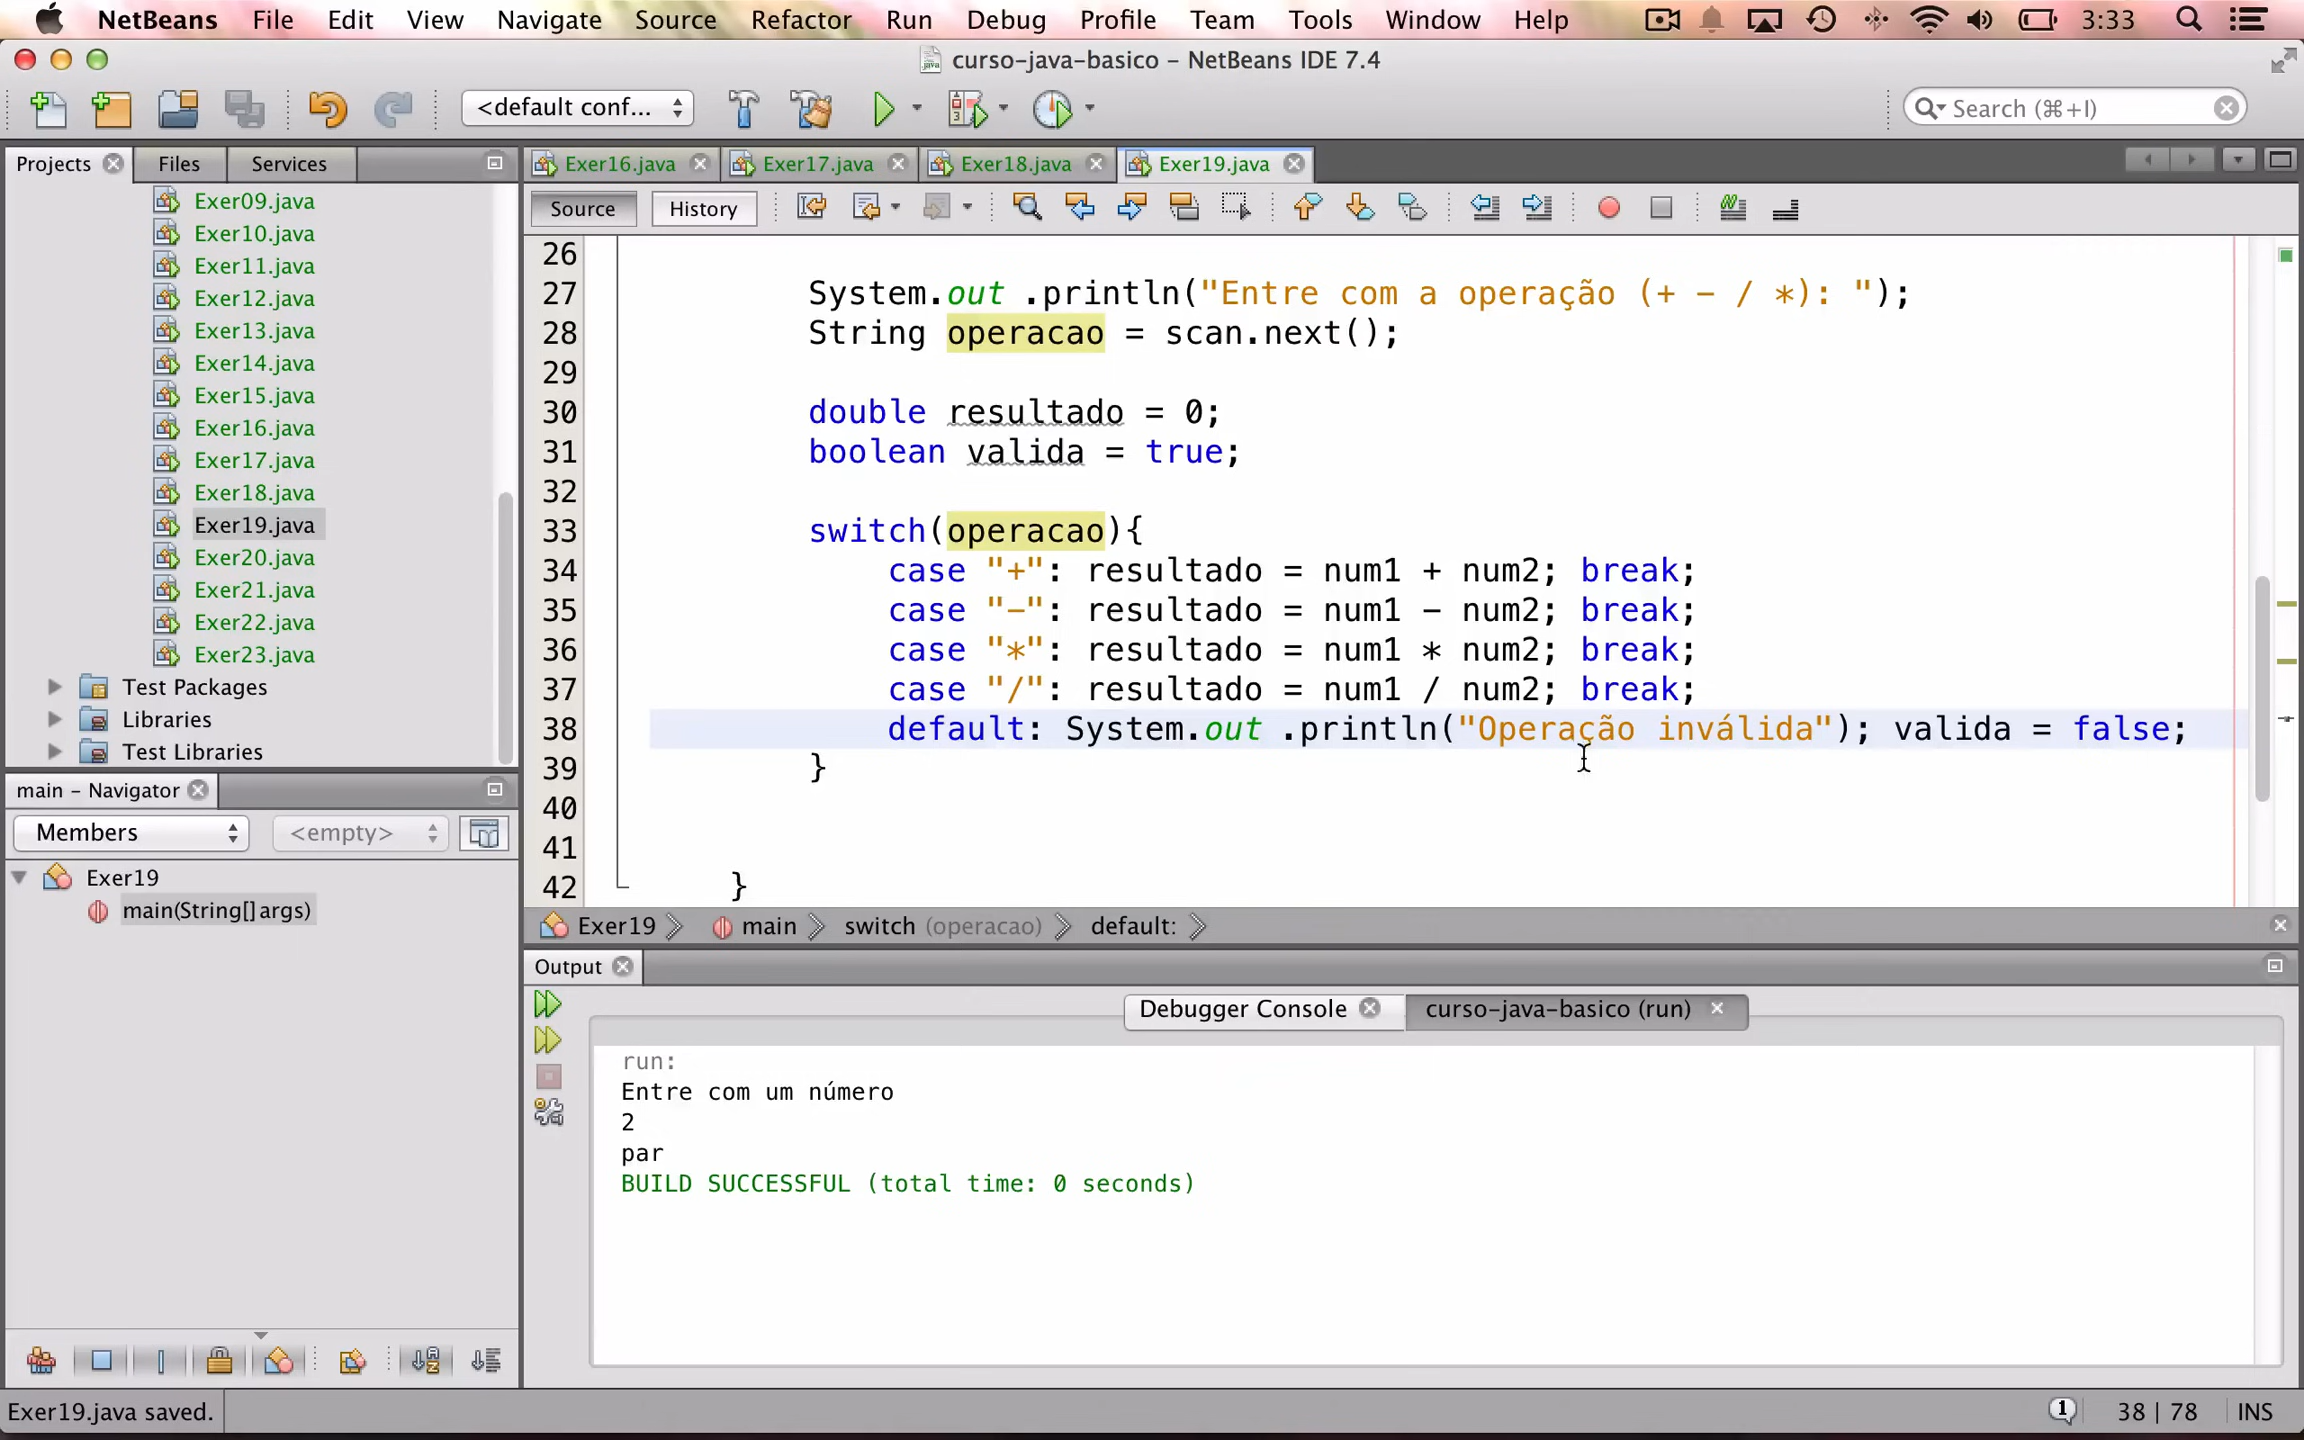 NetBeans File Edit View Navigate Source Refactor Run Debug Profile Team Tools Window Help 3:33
curso-java-basico - NetBeans IDE 7.4
<default conf... Search (⌘+I)
Projects Files Services
Exer09.java
Exer10.java
Exer11.java
Exer12.java
Exer13.java
Exer14.java
Exer15.java
Exer16.java
Exer17.java
Exer18.java
Exer19.java
Exer20.java
Exer21.java
Exer22.java
Exer23.java
Test Packages
Libraries
Test Libraries
main - Navigator
Members <empty>
Exer19
main(String[] args)
Exer16.java Exer17.java Exer18.java Exer19.java
Source History
26
27 System.out .println("Entre com a operação (+ - / *): ");
28 String operacao = scan.next();
29
30 double resultado = 0;
31 boolean valida = true;
32
33 switch(operacao){
34 case "+": resultado = num1 + num2; break;
35 case "-": resultado = num1 - num2; break;
36 case "*": resultado = num1 * num2; break;
37 case "/": resultado = num1 / num2; break;
38 default: System.out .println("Operação inválida"); valida = false;
39 }
40
41
42 }
Exer19 main switch (operacao) default:
Output
Debugger Console curso-java-basico (run)
run:
Entre com um número
2
par
BUILD SUCCESSFUL (total time: 0 seconds)
Exer19.java saved. 1 38 | 78 INS